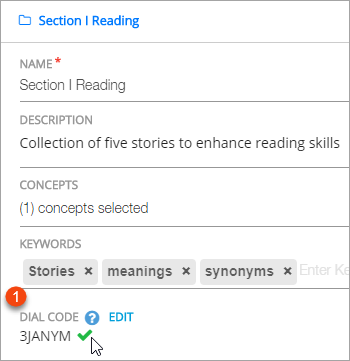 Section I Reading
NAME*
Section I Reading
DESCRIPTION
Collection of five stories to enhance reading skills
CONCEPTS
(1) concepts selected
KEYWORDS
Stories × meanings × synonyms × Enter Ke
1
DIAL CODE ? EDIT
3JANYM